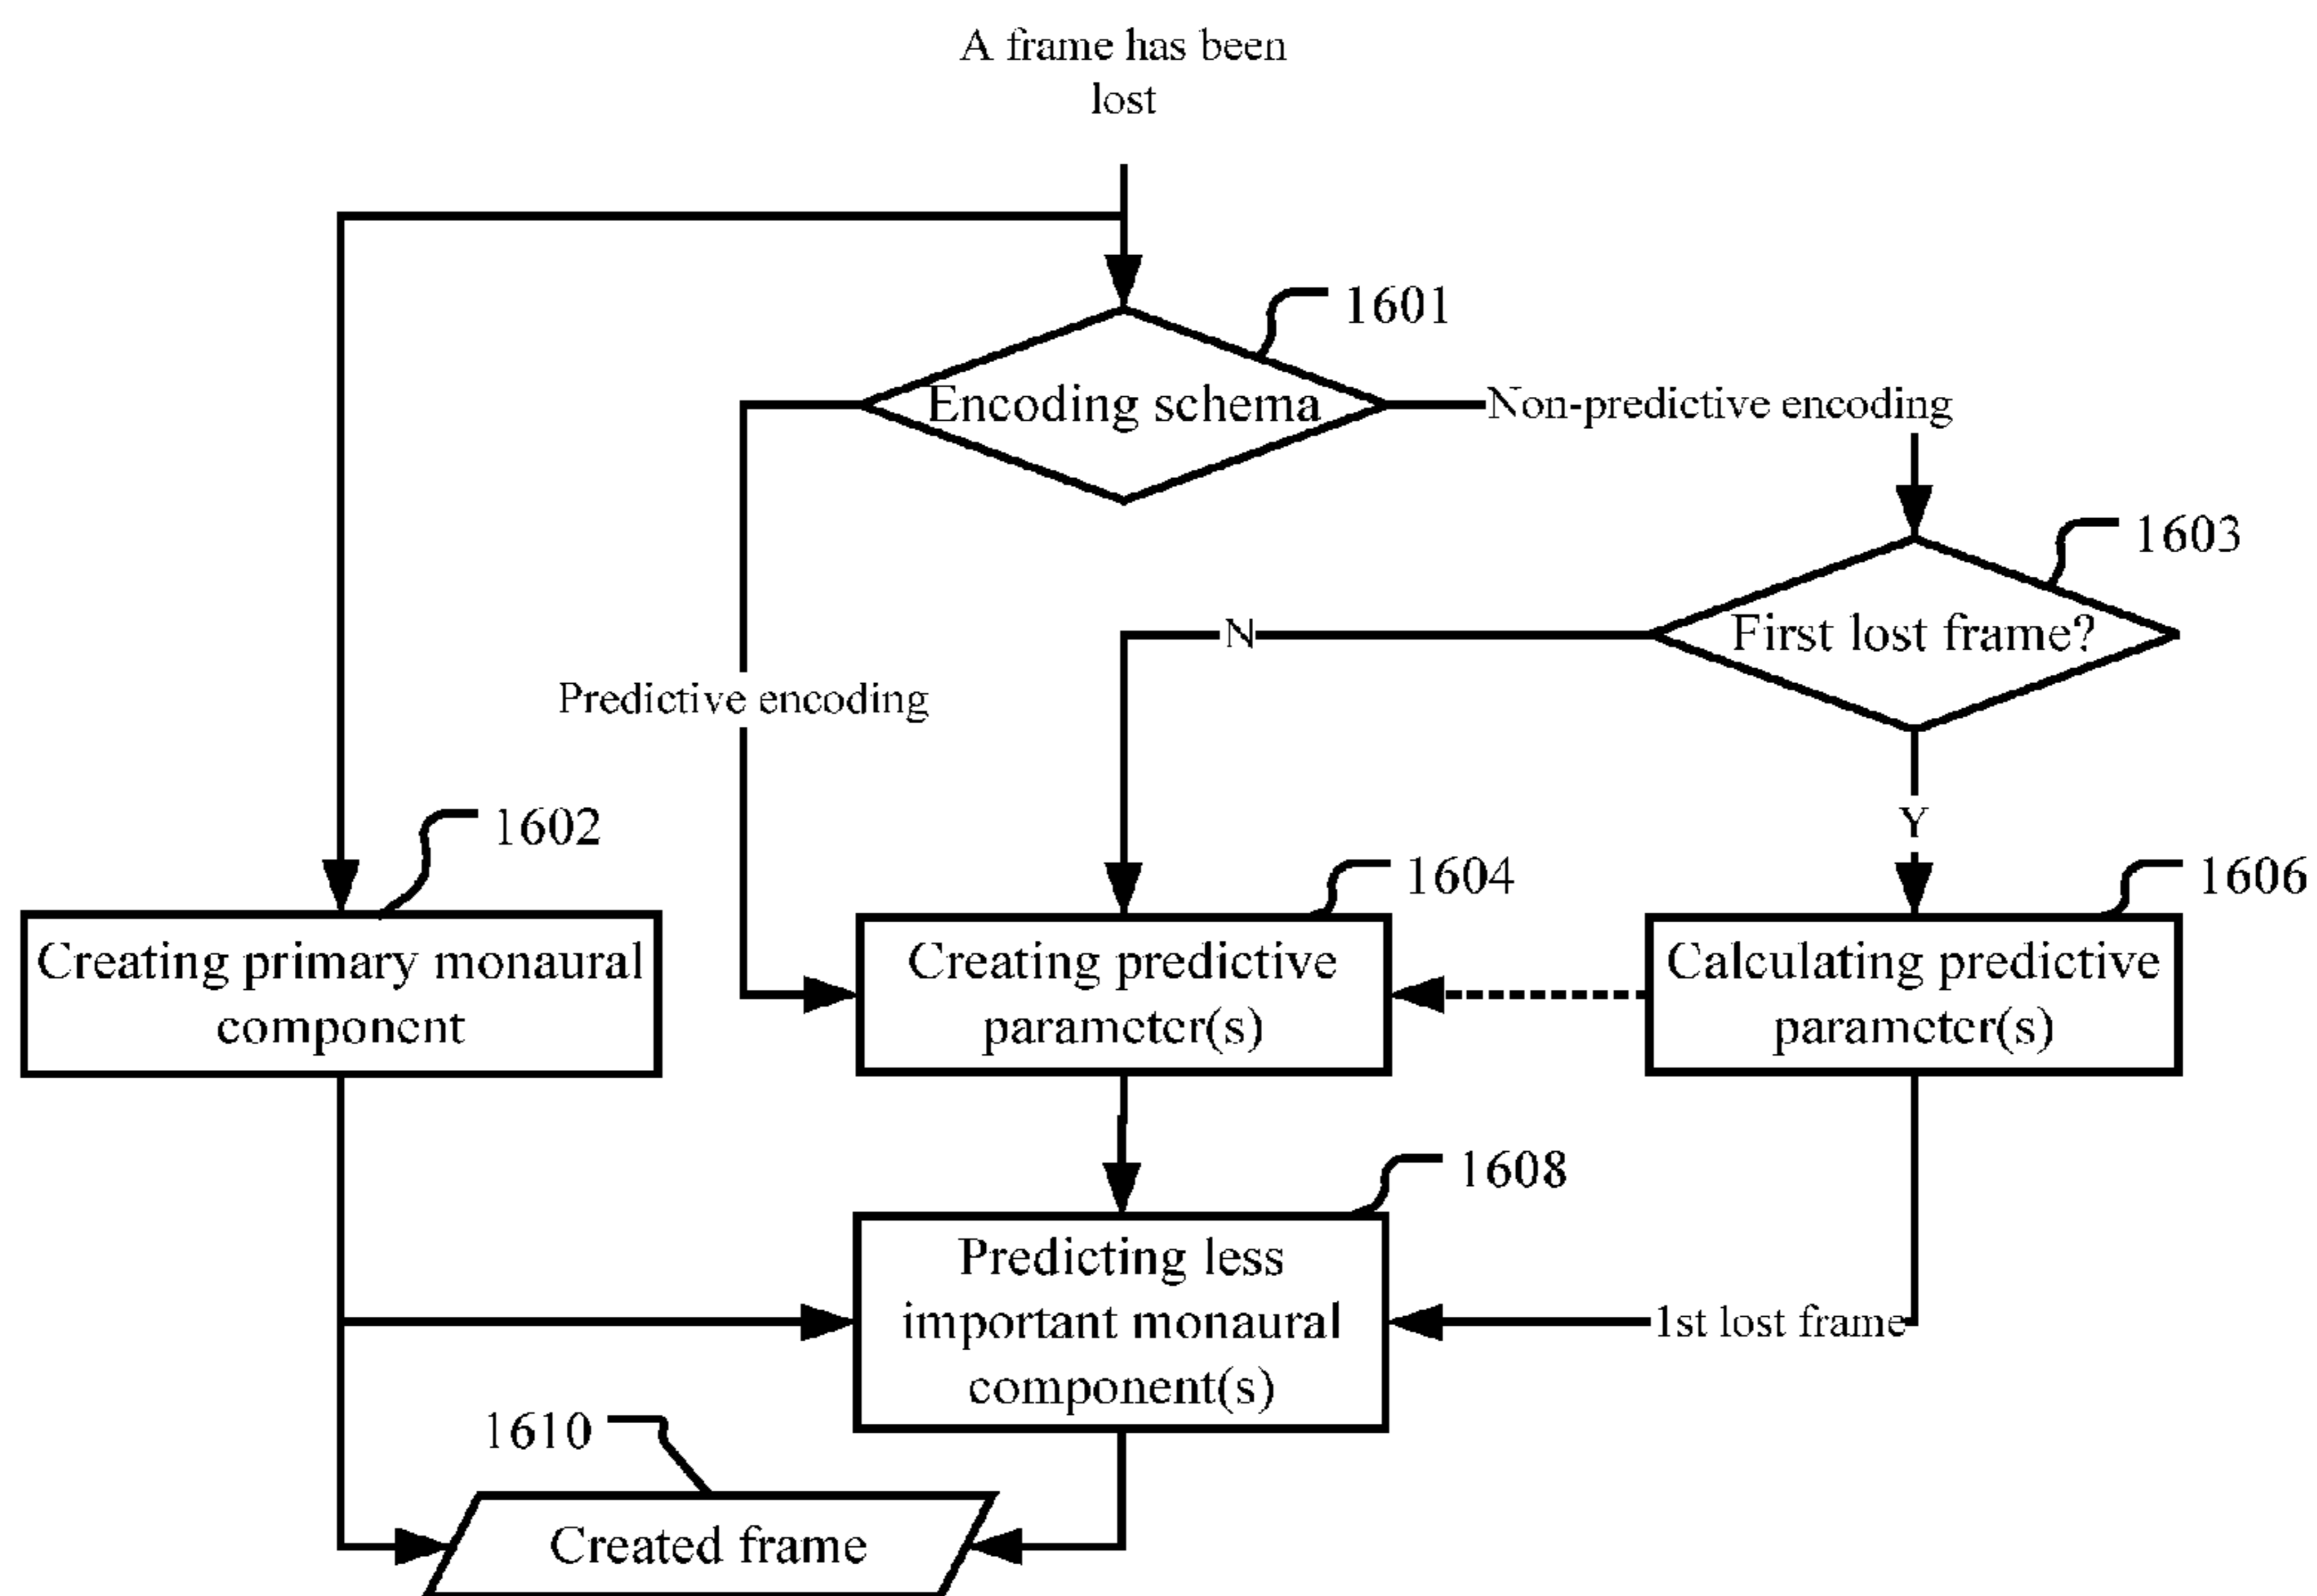 A frame has been
lost
1601
Encoding schema
Non-predictive encoding
1603
First lost frame?
N
Predictive encoding
Y
1602
1604
1606
Creating primary monaural
component
Creating predictive
parameter(s)
Calculating predictive
parameter(s)
1608
Predicting less
important monaural
component(s)
1st lost frame
1610
Created frame